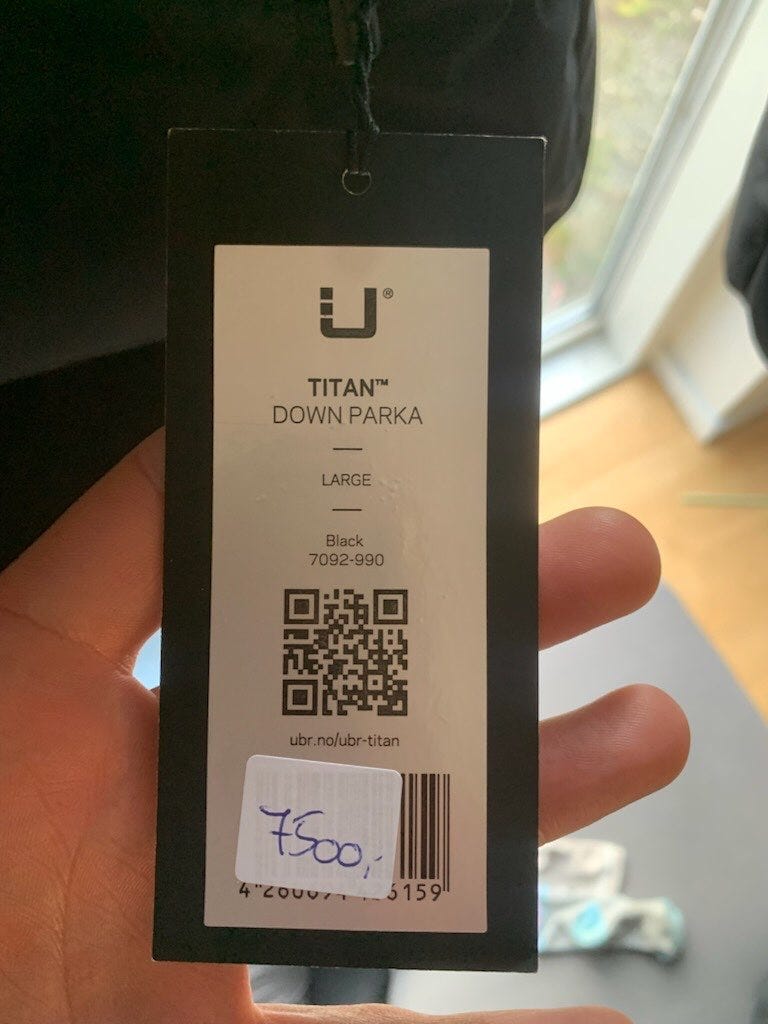 U®
TITAN™
DOWN PARKA
LARGE
Black
7092-990
ubr.no/ubr-titan
7500,-